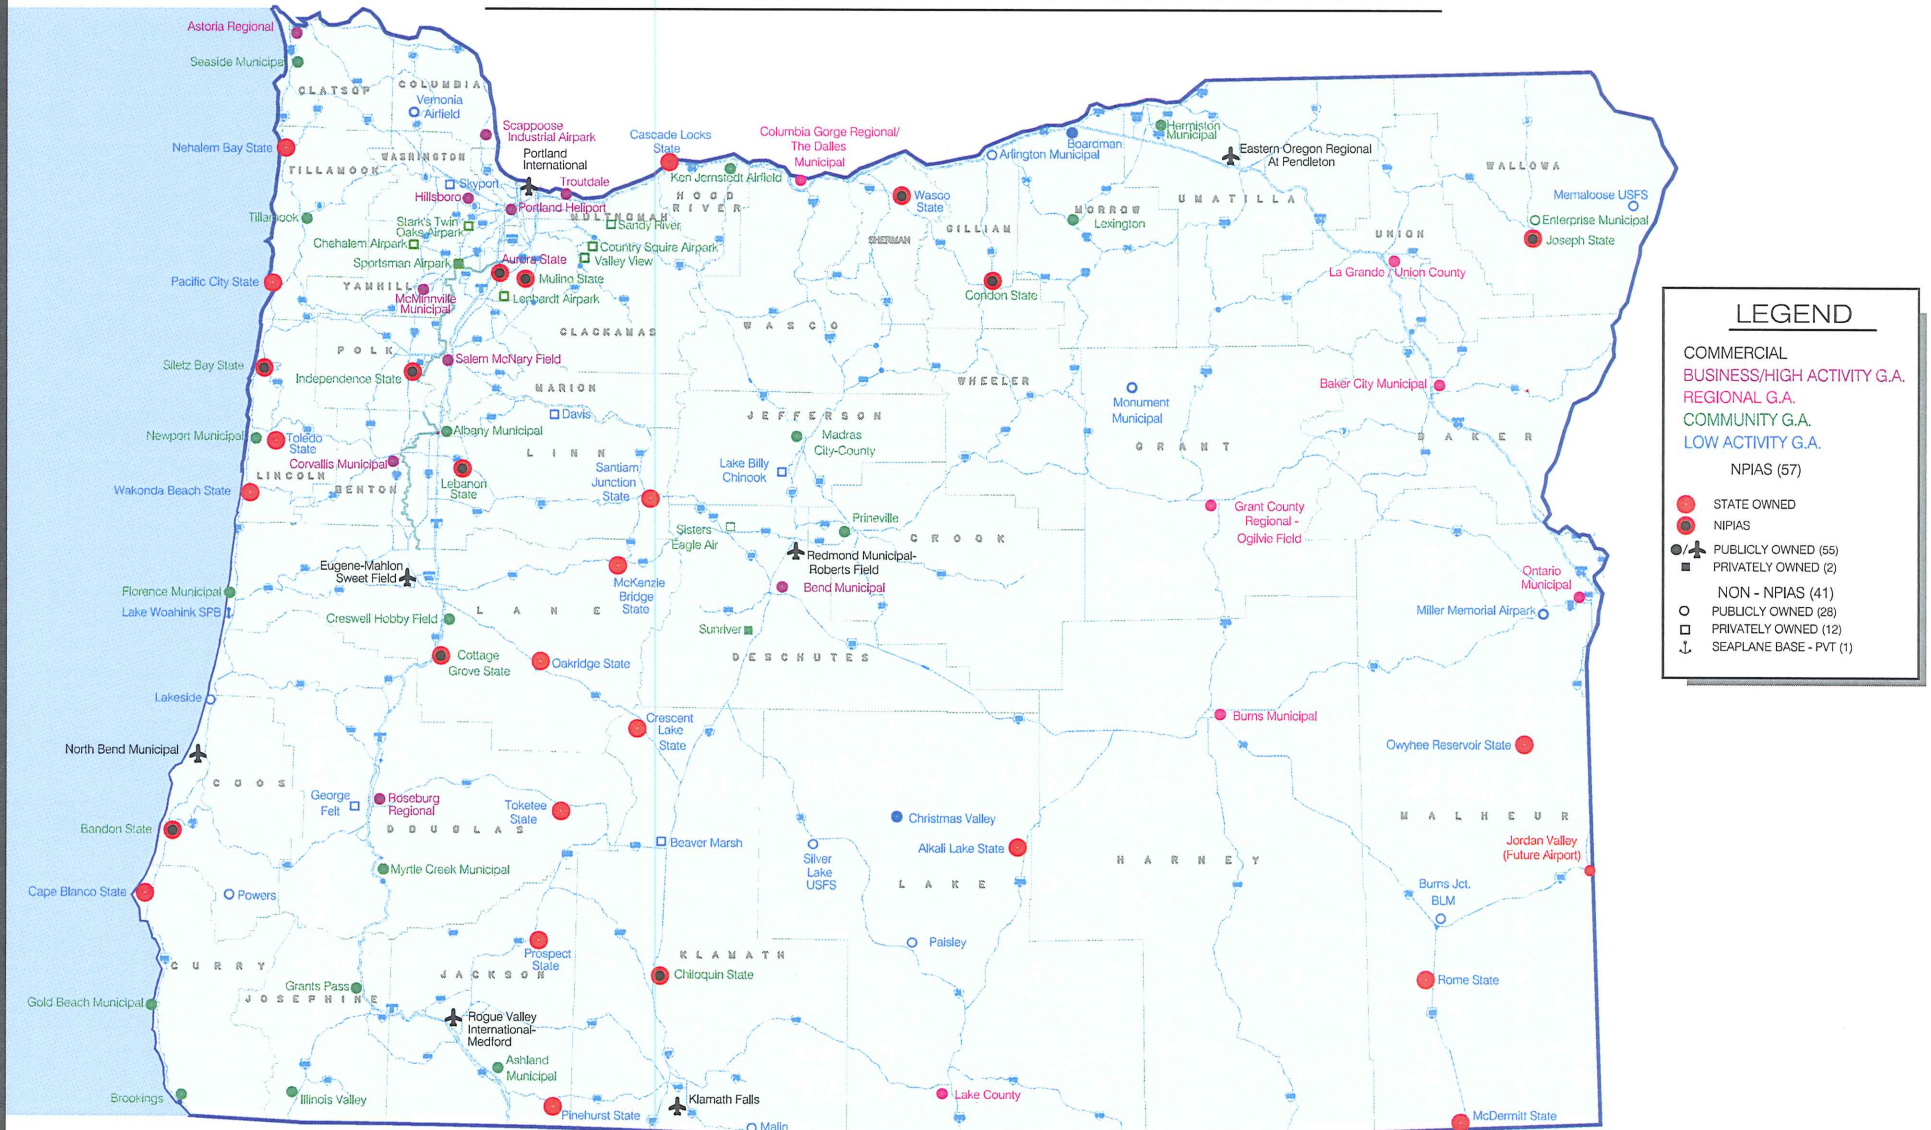 Astoria Regional
Seaside Municipal
CLATSOP
COLUMBIA
Vernonia
Airfield
Scappoose
Industrial Airpark
Portland
International
Nehalem Bay State
TILLAMOOK
WASHINGTON
Skyport
Hillsboro
Troutdale
Portland Heliport
MULTNOMAH
Cascade Locks
State
Ken Jernstedt Airfield
HOOD
RIVER
Columbia Gorge Regional/
The Dalles
Municipal
Wasco
State
SHERMAN
GILLIAM
Arlington Municipal
Boardman
Hermiston
Municipal
Eastern Oregon Regional
At Pendleton
MORROW
Lexington
UMATILLA
WALLOWA
Memaloose USFS
Enterprise Municipal
Joseph State
UNION
La Grande / Union County
Tillamook
Stark's Twin
Oaks Airpark
Chehalem Airpark
Sportsman Airpark
Sandy River
Country Squire Airpark
Valley View
Aurora State
Mulino State
Lenhardt Airpark
YAMHILL
McMinnville
Municipal
Pacific City State
Condon State
CLACKAMAS
WASCO
POLK
Salem McNary Field
Independence State
Siletz Bay State
MARION
Davis
WHEELER
Monument
Municipal
Baker City Municipal
JEFFERSON
Madras
City-County
GRANT
BAKER
Newport Municipal
Toledo
State
Albany Municipal
Corvallis Municipal
LINCOLN
BENTON
LINN
Lebanon
State
Santiam
Junction
State
Lake Billy
Chinook
Wakonda Beach State
Sisters
Eagle Air
Prineville
CROOK
Grant County
Regional -
Ogilvie Field
Redmond Municipal-
Roberts Field
Bend Municipal
Eugene-Mahlon
Sweet Field
McKenzie
Bridge
State
Ontario
Municipal
Miller Memorial Airpark
Florence Municipal
Lake Woahink SPB
LANE
Creswell Hobby Field
Sunriver
DESCHUTES
Cottage
Grove State
Oakridge State
Lakeside
Crescent
Lake
State
Burns Municipal
Owyhee Reservoir State
North Bend Municipal
COOS
George
Felt
Roseburg
Regional
DOUGLAS
Toketee
State
Beaver Marsh
Christmas Valley
Silver
Lake
USFS
Alkali Lake State
LAKE
HARNEY
MALHEUR
Jordan Valley
(Future Airport)
Bandon State
Myrtle Creek Municipal
Cape Blanco State
Powers
Burns Jct.
BLM
Paisley
Prospect
State
KLAMATH
Chiloquin State
Rome State
CURRY
JACKSON
JOSEPHINE
Grants Pass
Gold Beach Municipal
Rogue Valley
International-
Medford
Ashland
Municipal
Brookings
Illinois Valley
Pinehurst State
Klamath Falls
Malin
Lake County
McDermitt State
LEGEND
COMMERCIAL
BUSINESS/HIGH ACTIVITY G.A.
REGIONAL G.A.
COMMUNITY G.A.
LOW ACTIVITY G.A.
NPIAS (57)
STATE OWNED
NIPIAS
/ PUBLICLY OWNED (55)
PRIVATELY OWNED (2)
NON - NPIAS (41)
PUBLICLY OWNED (28)
PRIVATELY OWNED (12)
SEAPLANE BASE - PVT (1)